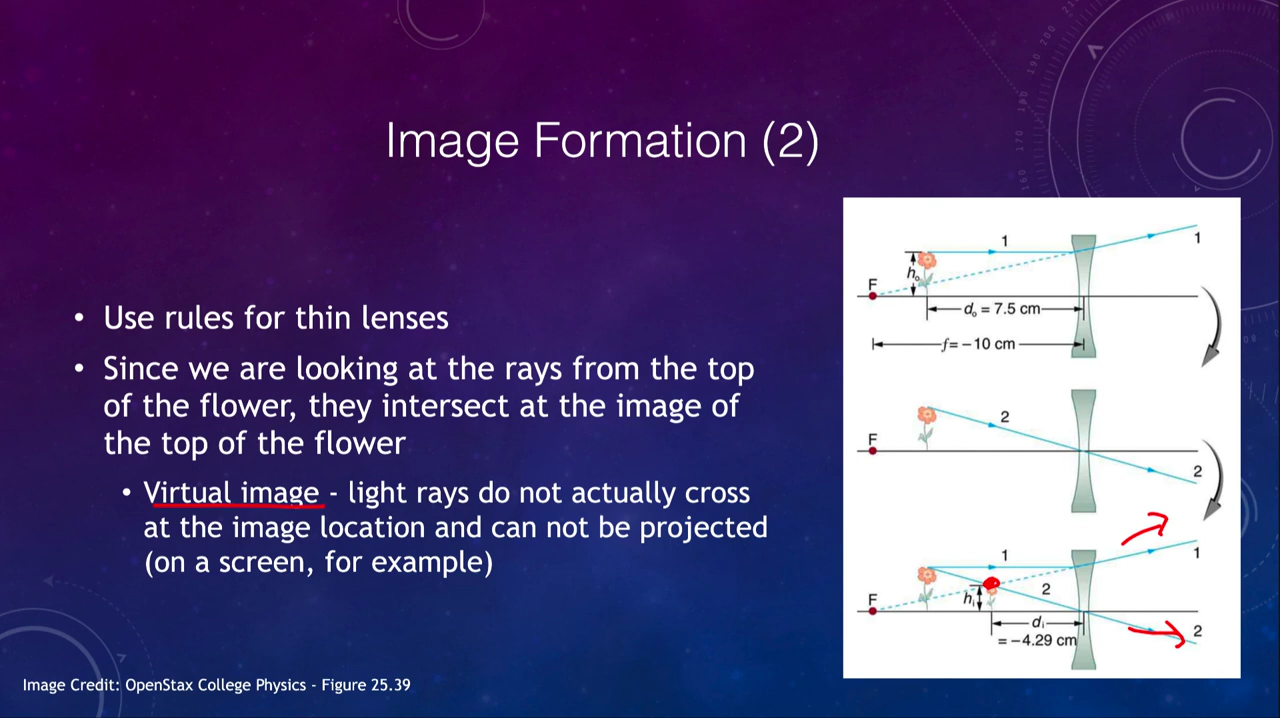 Image Formation (2)
• Use rules for thin lenses
• Since we are looking at the rays from the top
of the flower, they intersect at the image of
the top of the flower
• Virtual image - light rays do not actually cross
at the image location and can not be projected
(on a screen, for example)
1
1
hₒ
F
dₒ = 7.5 cm
f = −10 cm
2
F
2
1
1
2
F
hᵢ
dᵢ
2
= −4.29 cm
Image Credit: OpenStax College Physics - Figure 25.39